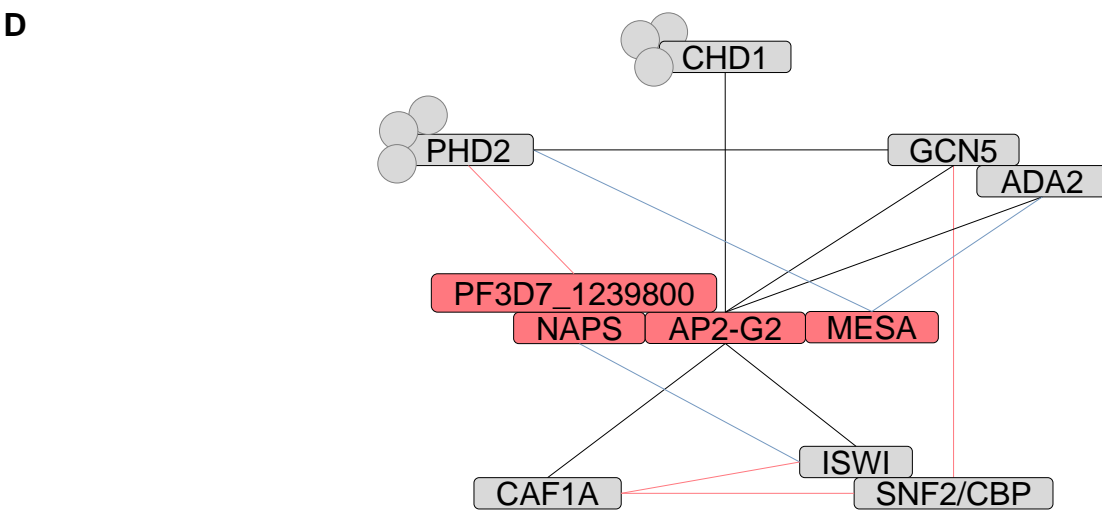 D
CHD1
PHD2
GCN5
ADA2
PF3D7_1239800
NAPS
AP2-G2
MESA
ISWI
CAF1A
SNF2/CBP